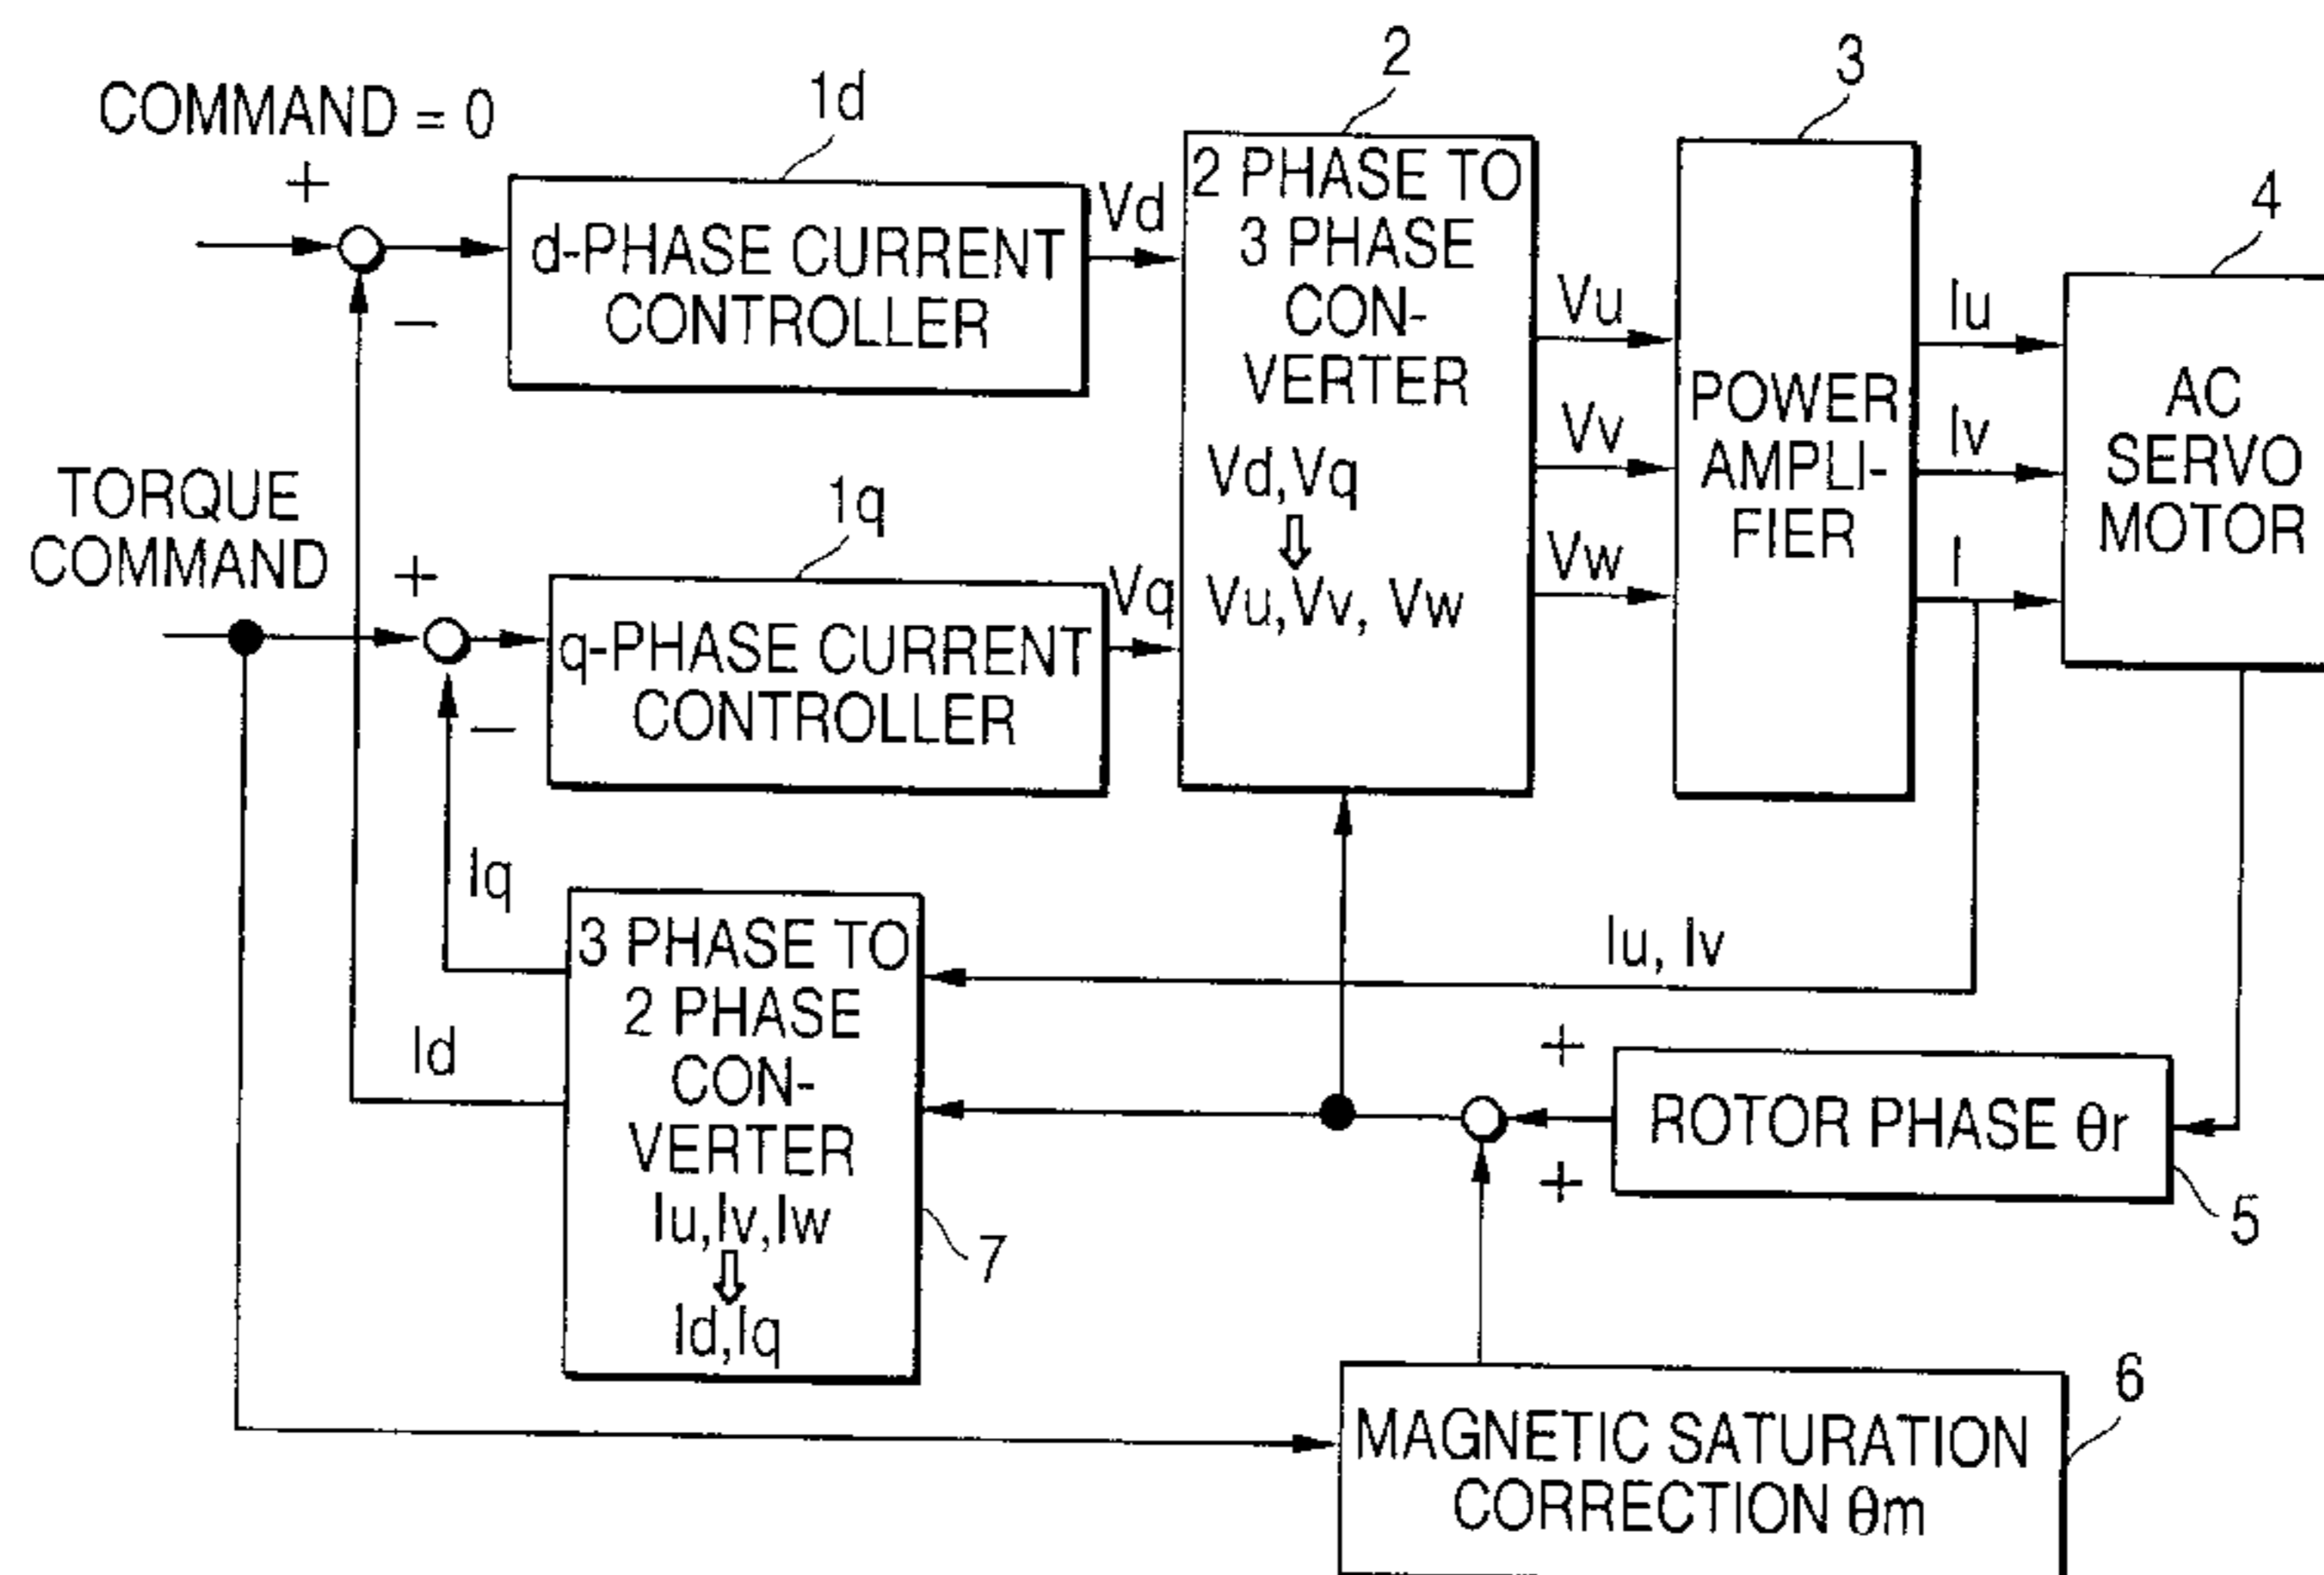 COMMAND = 0
+
−
1d
d-PHASE CURRENT
CONTROLLER
Vd
2
2 PHASE TO
3 PHASE
CON-
VERTER
Vd,Vq
⇩
Vu,Vv, Vw
Vu
Vv
Vw
3
POWER
AMPLI-
FIER
Iu
Iv
I
4
AC
SERVO
MOTOR
TORQUE
COMMAND
+
−
1q
q-PHASE CURRENT
CONTROLLER
Vq
Iq
Id
3 PHASE TO
2 PHASE
CON-
VERTER
Iu,Iv,Iw
⇩
Id,Iq
7
Iu, Iv
+
+
ROTOR PHASE θr
5
MAGNETIC SATURATION
CORRECTION θm
6